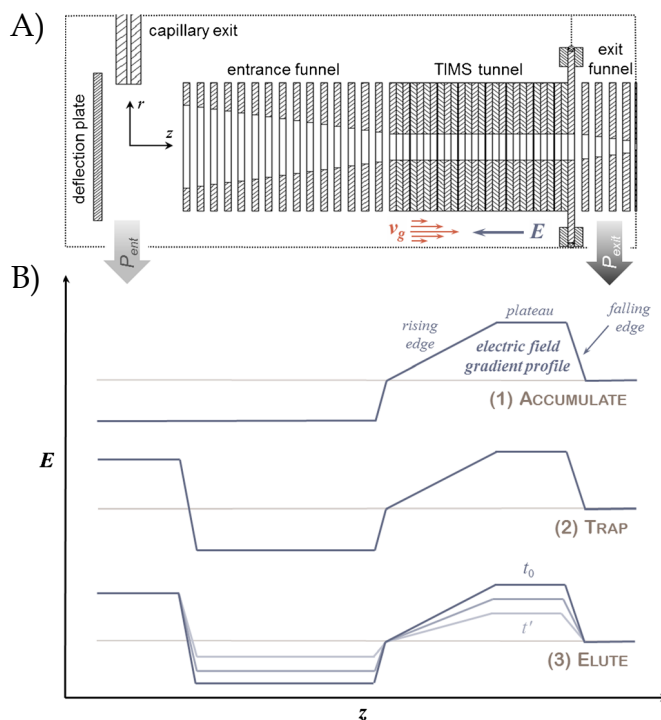 A)
capillary exit
deflection plate
r
z
entrance funnel
TIMS tunnel
exit funnel
v_g
E
P_ent
P_exit
B)
E
rising edge
plateau
falling edge
electric field
gradient profile
(1) ACCUMULATE
(2) TRAP
t_0
t'
(3) ELUTE
z